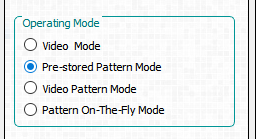 Operating Mode
Video Mode
Pre-stored Pattern Mode
Video Pattern Mode
Pattern On-The-Fly Mode